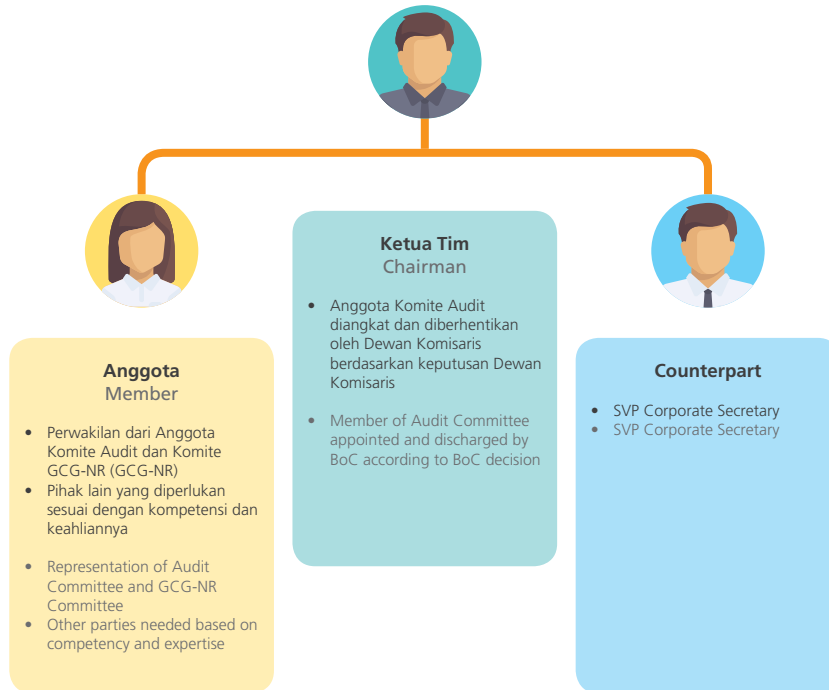 Ketua Tim
Chairman
• Anggota Komite Audit
diangkat dan diberhentikan
oleh Dewan Komisaris
berdasarkan keputusan Dewan
Komisaris
• Member of Audit Committee
appointed and discharged by
BoC according to BoC decision
Anggota
Member
• Perwakilan dari Anggota
Komite Audit dan Komite
GCG-NR (GCG-NR)
• Pihak lain yang diperlukan
sesuai dengan kompetensi dan
keahliannya
• Representation of Audit
Committee and GCG-NR
Committee
• Other parties needed based on
competency and expertise
Counterpart
• SVP Corporate Secretary
• SVP Corporate Secretary